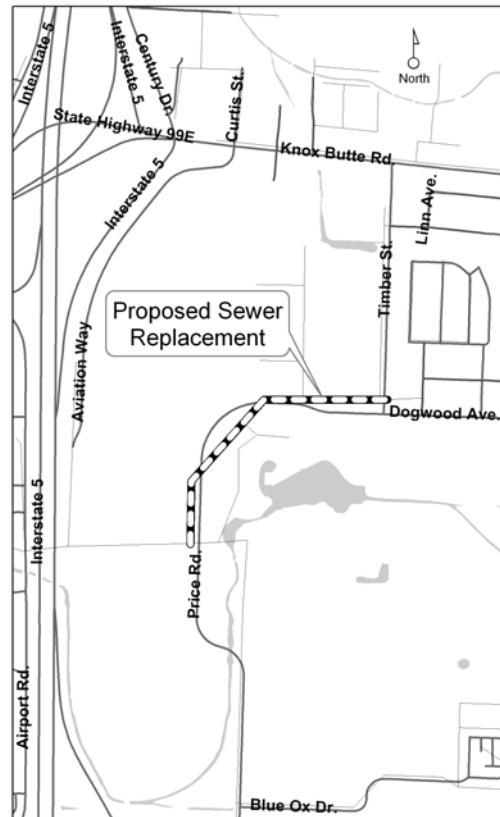 Interstate 5
Interstate 5
Century Dr.
Curtis St.
North
State Highway 99E
Knox Butte Rd.
Interstate 5
Linn Ave.
Timber St.
Proposed Sewer
Replacement
Aviation Way
Dogwood Ave.
Interstate 5
Price Rd.
Airport Rd.
Blue Ox Dr.